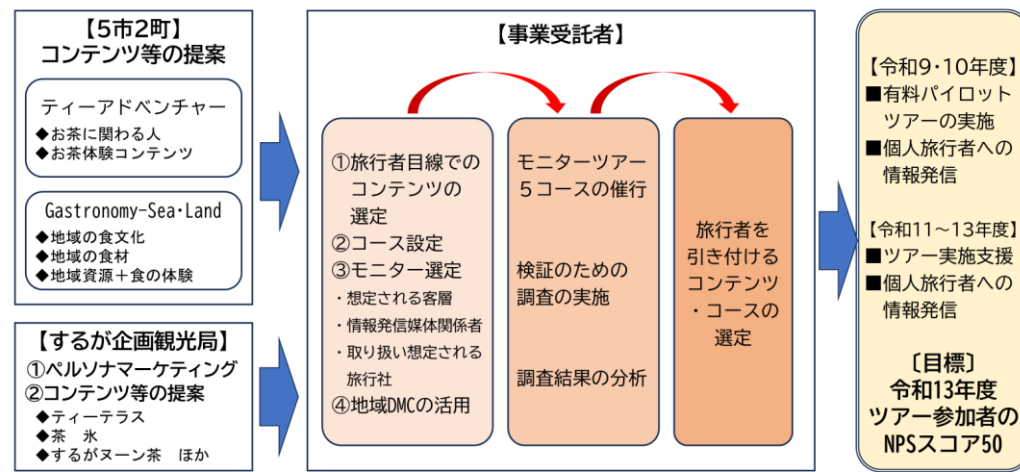 【5市2町】
コンテンツ等の提案
ティーアドベンチャー
◆お茶に関わる人
◆お茶体験コンテンツ
Gastronomy-Sea・Land
◆地域の食文化
◆地域の食材
◆地域資源＋食の体験
【するが企画観光局】
①ペルソナマーケティング
②コンテンツ等の提案
◆ティーテラス
◆茶　氷
◆するがヌーン茶　ほか
【事業受託者】
①旅行者目線での
コンテンツの
選定
②コース設定
③モニター選定
・想定される客層
・情報発信媒体関係者
・取り扱い想定される
旅行社
④地域DMCの活用
モニターツアー
５コースの催行
検証のための
調査の実施
調査結果の分析
旅行者を
引き付ける
コンテンツ
・コースの
選定
【令和9・10年度】
■有料パイロット
ツアーの実施
■個人旅行者への
情報発信
【令和11～13年度】
■ツアー実施支援
■個人旅行者への
情報発信
〔目標〕
令和13年度
ツアー参加者の
NPSスコア50